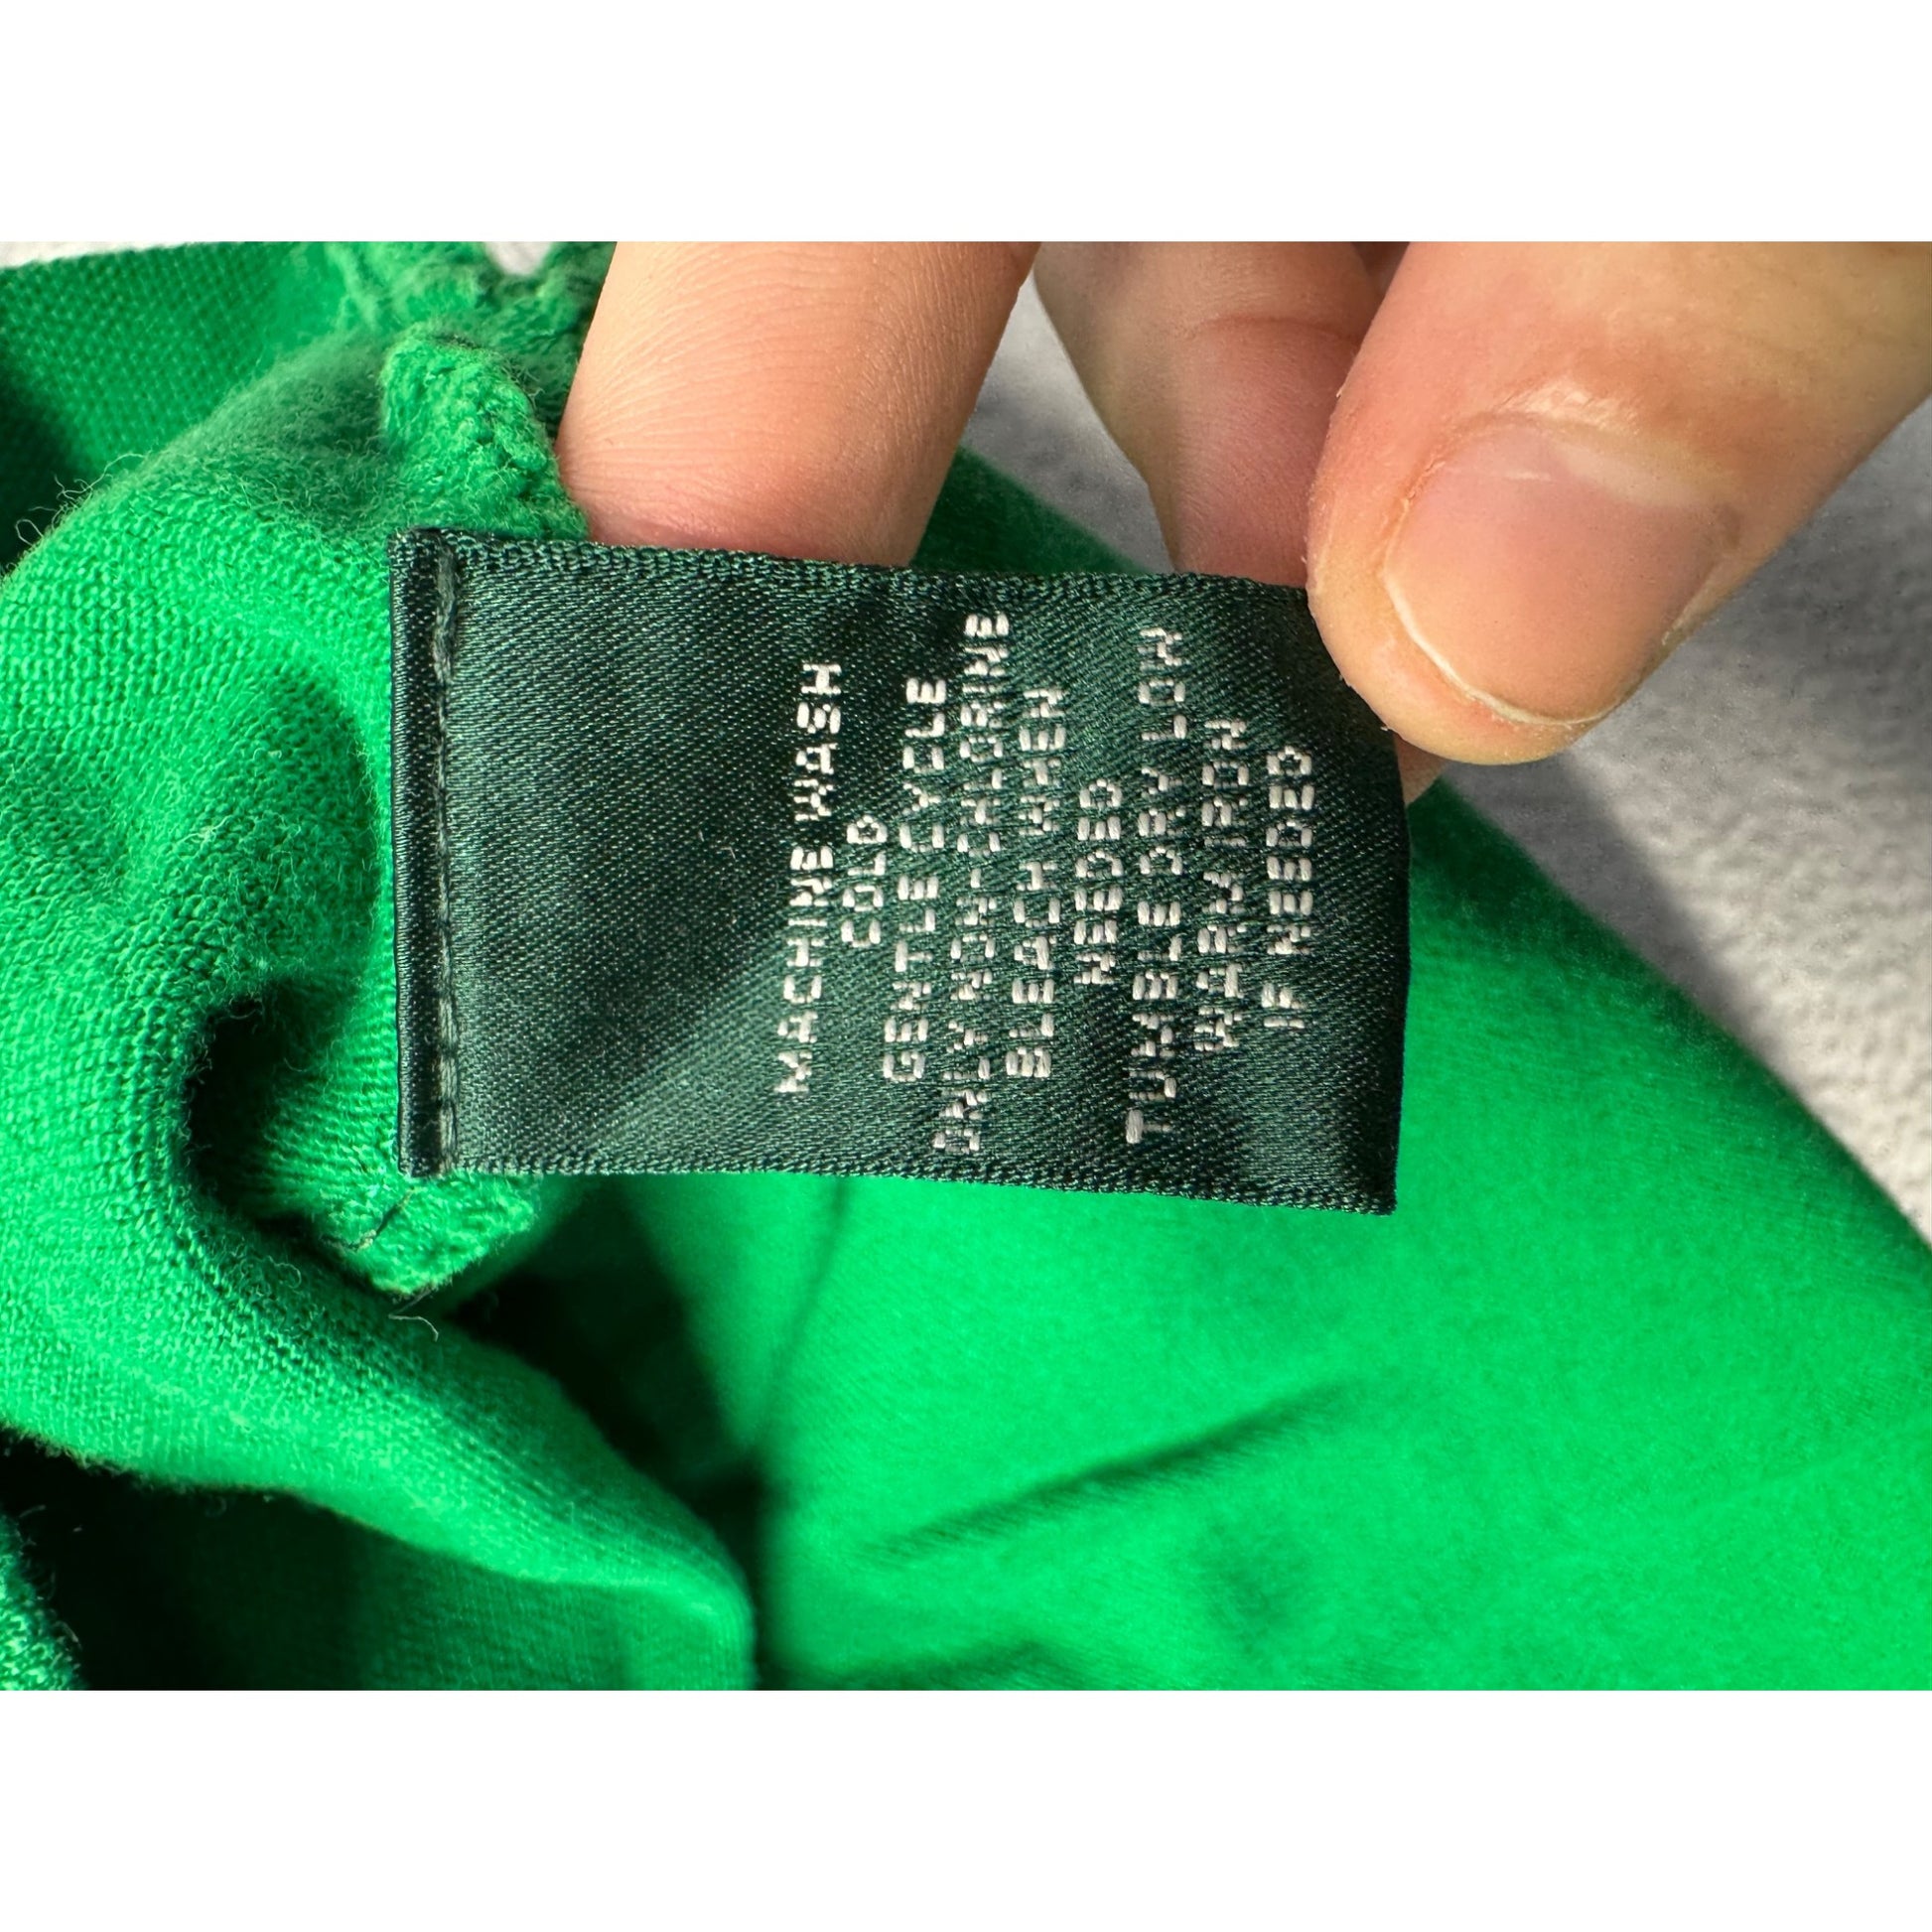 MACHINE WASH
COLD
GENTLE CYCLE
ONLY NON-CHLORINE
BLEACH WHEN
NEEDED
TUMBLE DRY LOW
WARM IRON
IF NEEDED